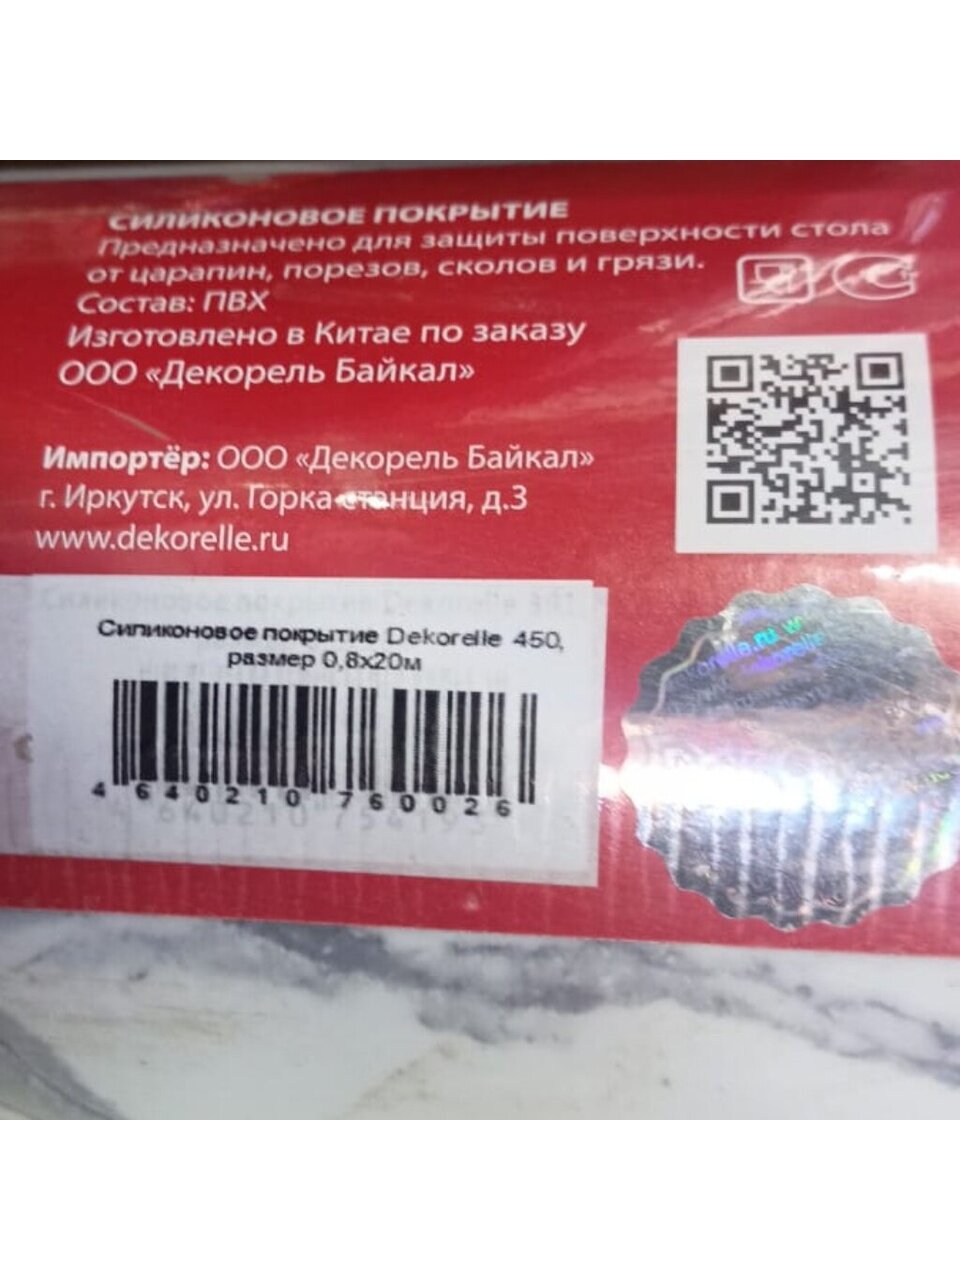 СИЛИКОНОВОЕ ПОКРЫТИЕ
Предназначено для защиты поверхности стола
от царапин, порезов, сколов и грязи.
Состав: ПВХ
Изготовлено в Китае по заказу
ООО «Декорель Байкал»
Импортёр: ООО «Декорель Байкал»
г. Иркутск, ул. Горка станция, д.3
www.dekorelle.ru
Силиконовое покрытие Dekorelle 450,
размер 0,8х20м
4 640210 760026